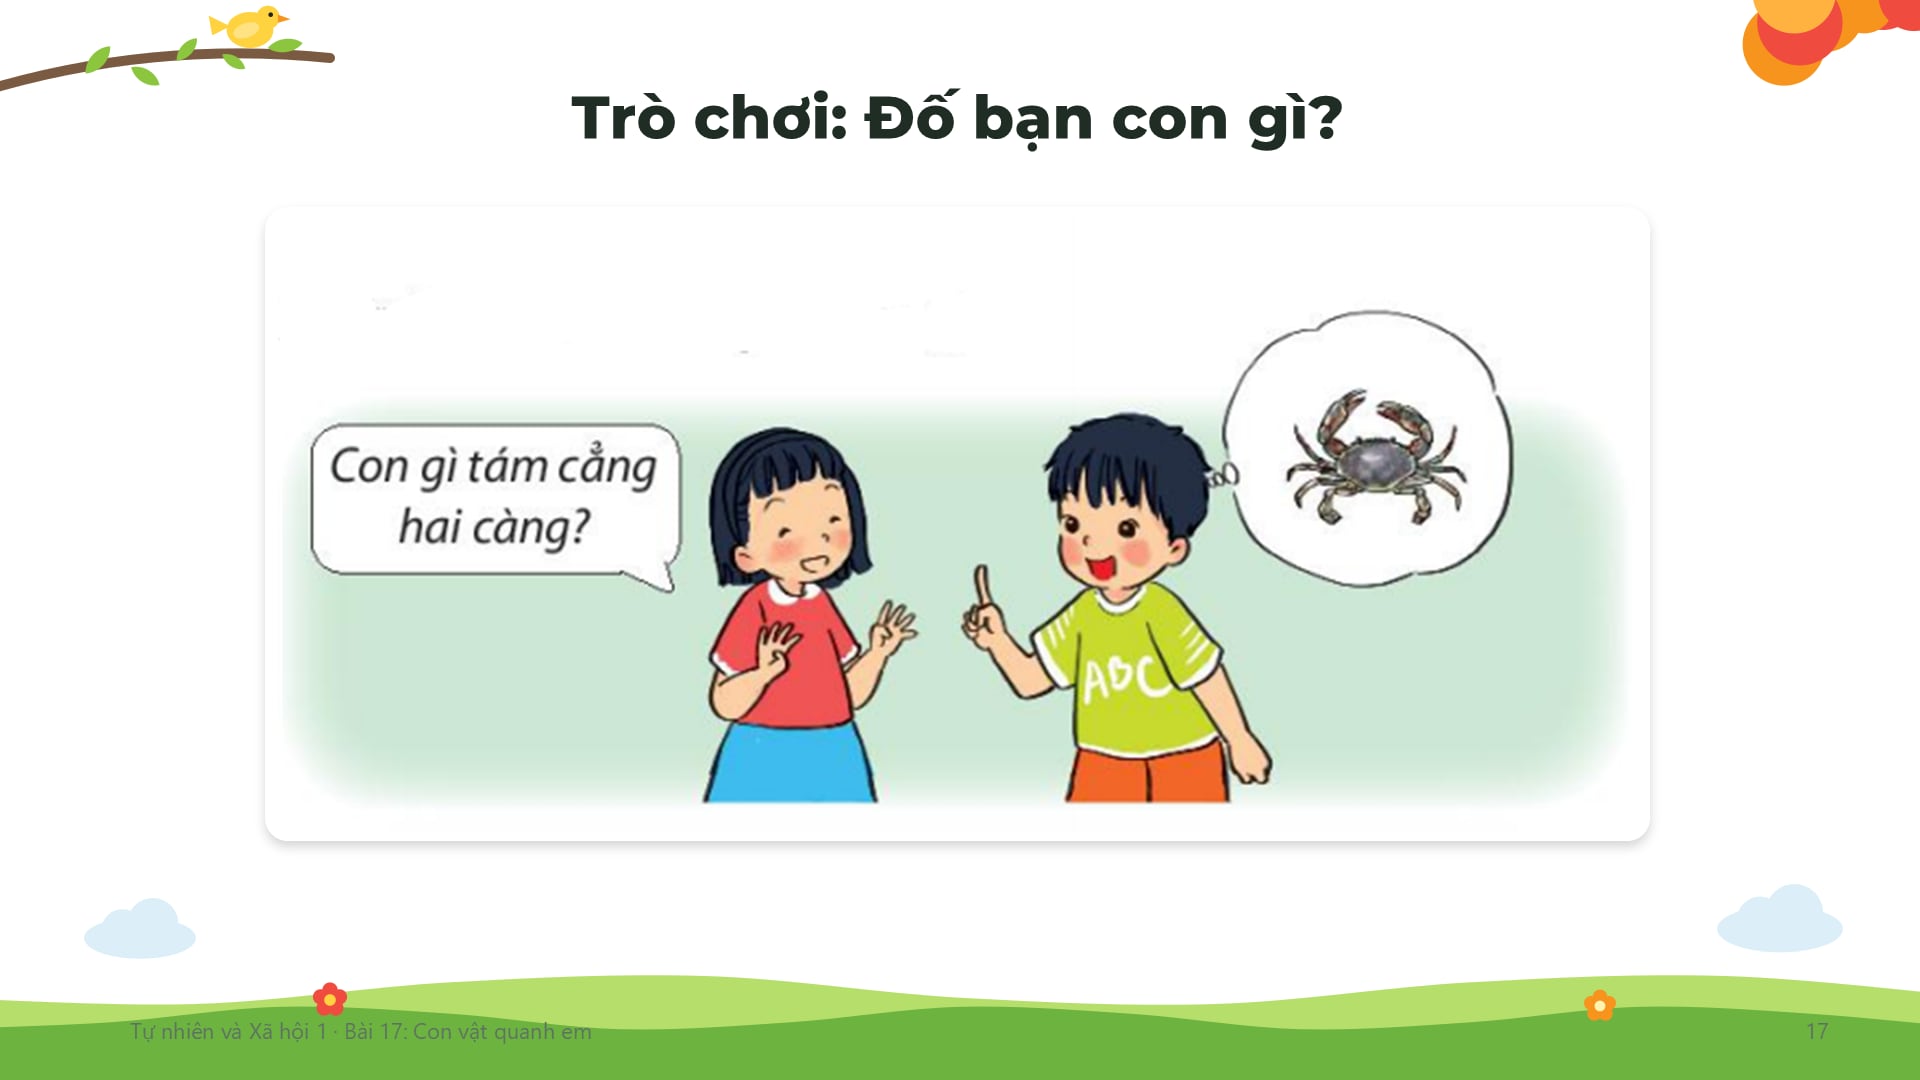 Trò chơi: Đố bạn con gì?
Con gì tám cẳng
hai càng?
ABC
Tự nhiên và Xã hội 1 · Bài 17: Con vật quanh em
17